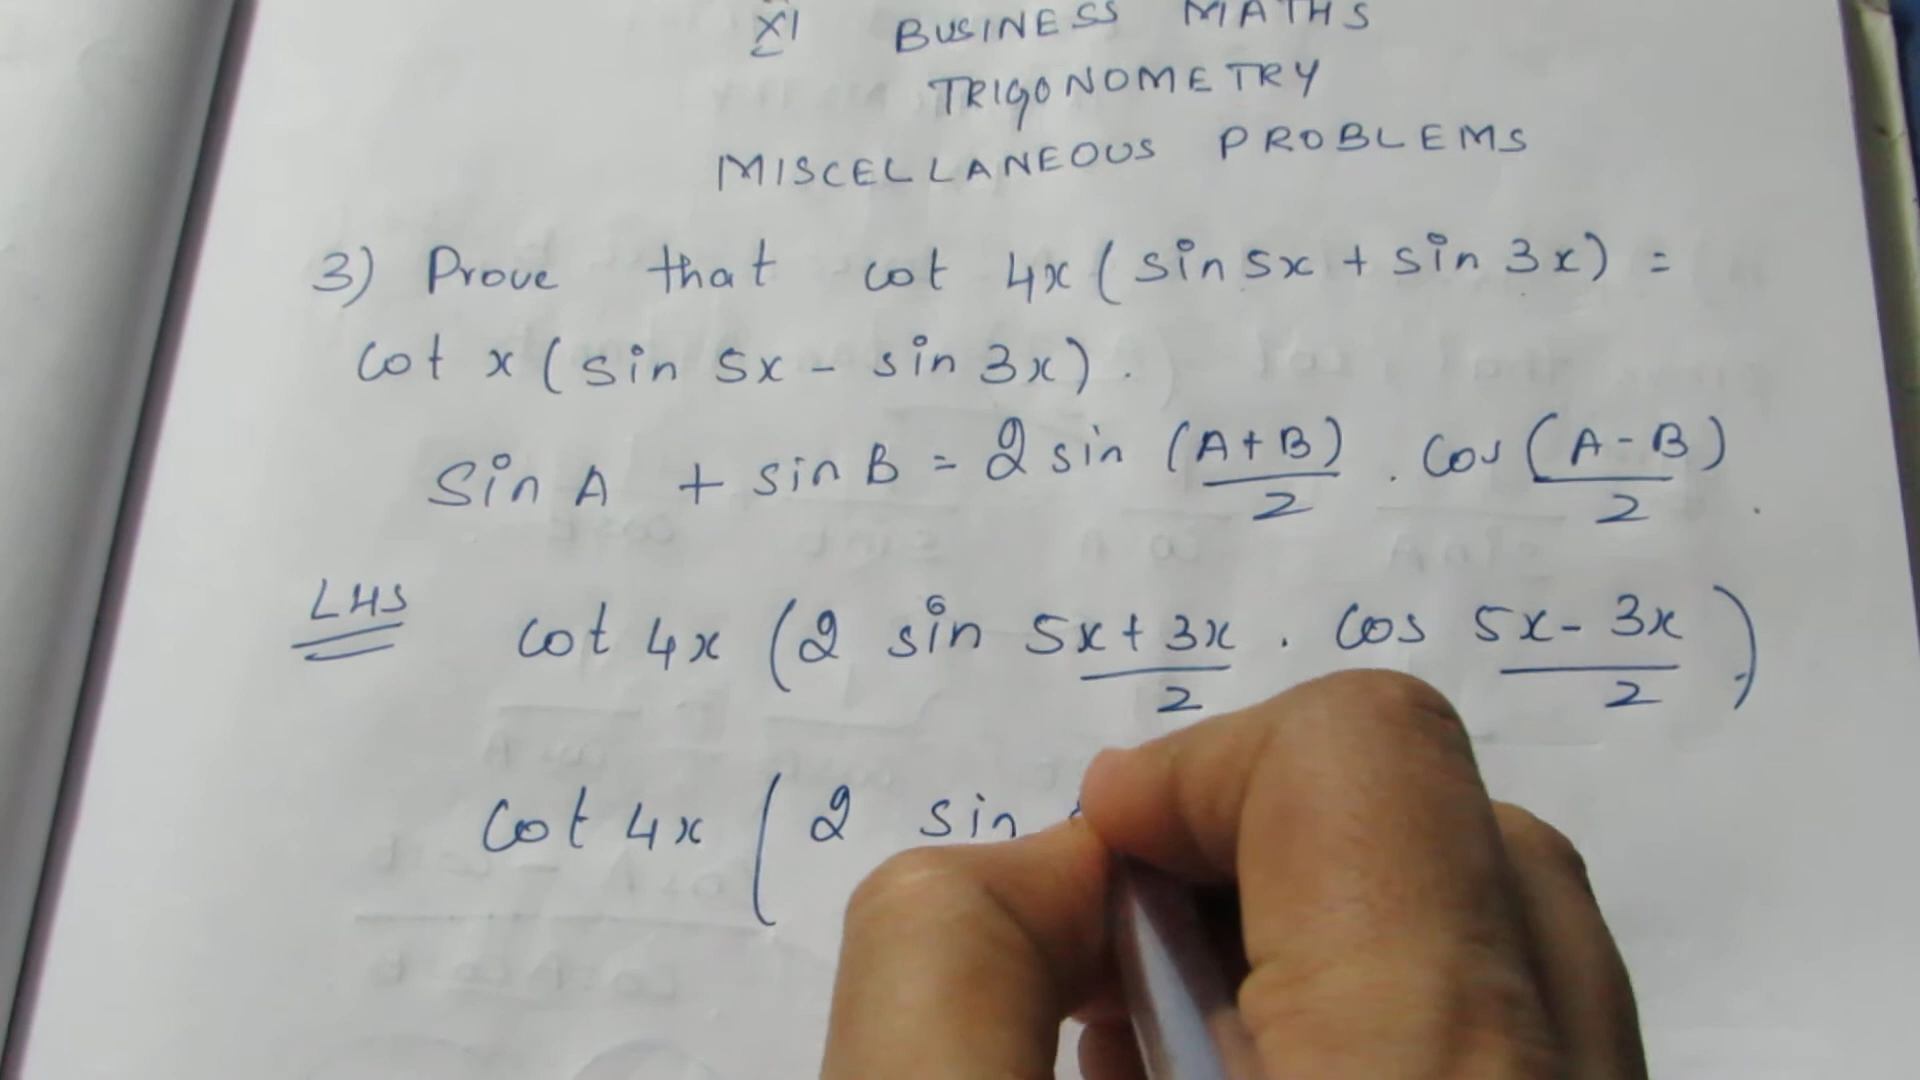 XI BUSINESS MATHS
TRIGONOMETRY
MISCELLANEOUS PROBLEMS
3) Prove that cot 4x (sin 5x + sin 3x) =
cot x (sin 5x - sin 3x).
Sin A + sin B = 2 sin (A+B)/2 . cos (A-B)/2 .
LHS cot 4x (2 sin 5x+3x/2 . cos 5x-3x/2)
Cot 4x ( 2 sin